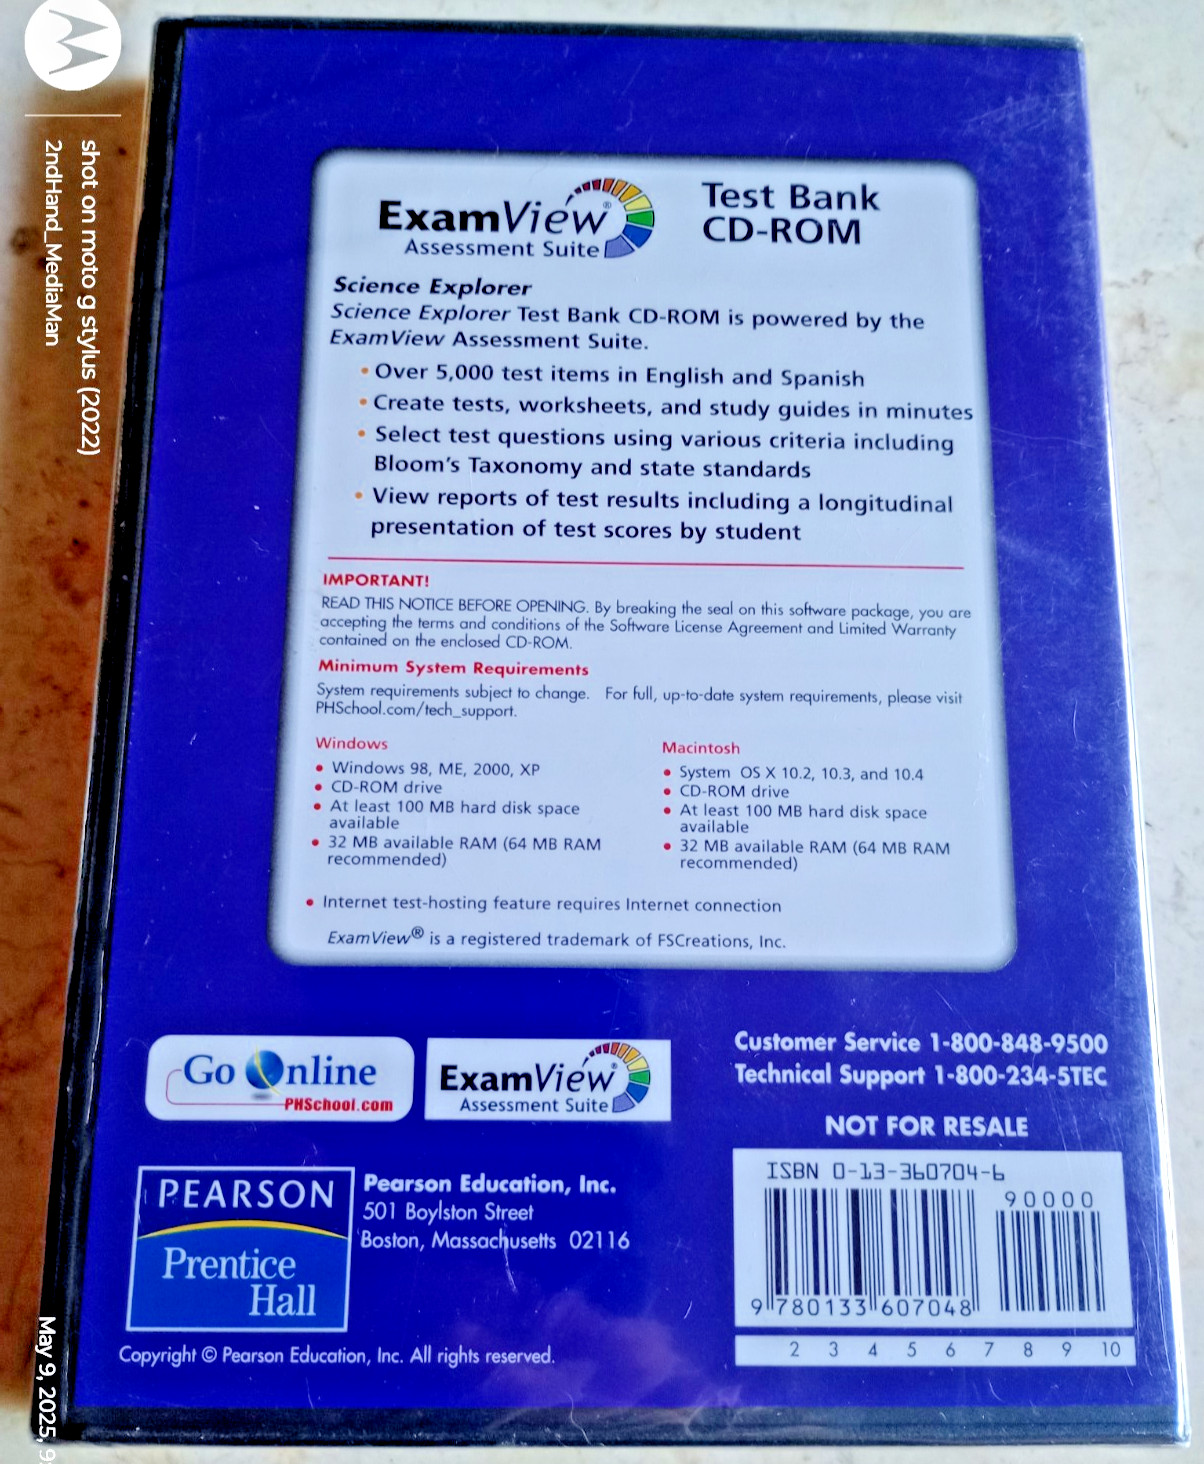 shot on moto g stylus (2022)
2ndHand_MediaMan
ExamView®
Assessment Suite
Test Bank
CD-ROM
Science Explorer
Science Explorer Test Bank CD-ROM is powered by the
ExamView Assessment Suite.
• Over 5,000 test items in English and Spanish
• Create tests, worksheets, and study guides in minutes
• Select test questions using various criteria including
Bloom's Taxonomy and state standards
• View reports of test results including a longitudinal
presentation of test scores by student
IMPORTANT!
READ THIS NOTICE BEFORE OPENING. By breaking the seal on this software package, you are
accepting the terms and conditions of the Software License Agreement and Limited Warranty
contained on the enclosed CD-ROM.
Minimum System Requirements
System requirements subject to change. For full, up-to-date system requirements, please visit
PHSchool.com/tech_support.
Windows
• Windows 98, ME, 2000, XP
• CD-ROM drive
• At least 100 MB hard disk space
available
• 32 MB available RAM (64 MB RAM
recommended)
Macintosh
• System OS X 10.2, 10.3, and 10.4
• CD-ROM drive
• At least 100 MB hard disk space
available
• 32 MB available RAM (64 MB RAM
recommended)
• Internet test-hosting feature requires Internet connection
ExamView® is a registered trademark of FSCreations, Inc.
Go Online
PHSchool.com
ExamView®
Assessment Suite
Customer Service 1-800-848-9500
Technical Support 1-800-234-5TEC
NOT FOR RESALE
PEARSON
Prentice
Hall
Pearson Education, Inc.
501 Boylston Street
Boston, Massachusetts 02116
ISBN 0-13-360704-6
90000
9 780133 607048
2 3 4 5 6 7 8 9 10
Copyright © Pearson Education, Inc. All rights reserved.
May 9, 2025,